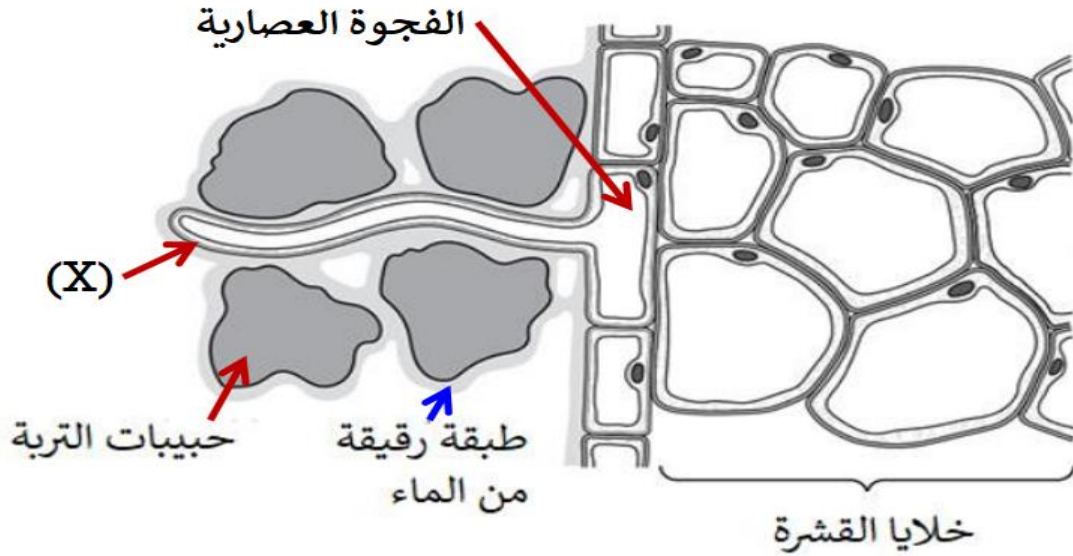 الفجوة العصارية
(X)
حبيبات التربة
طبقة رقيقة
من الماء
خلايا القشرة